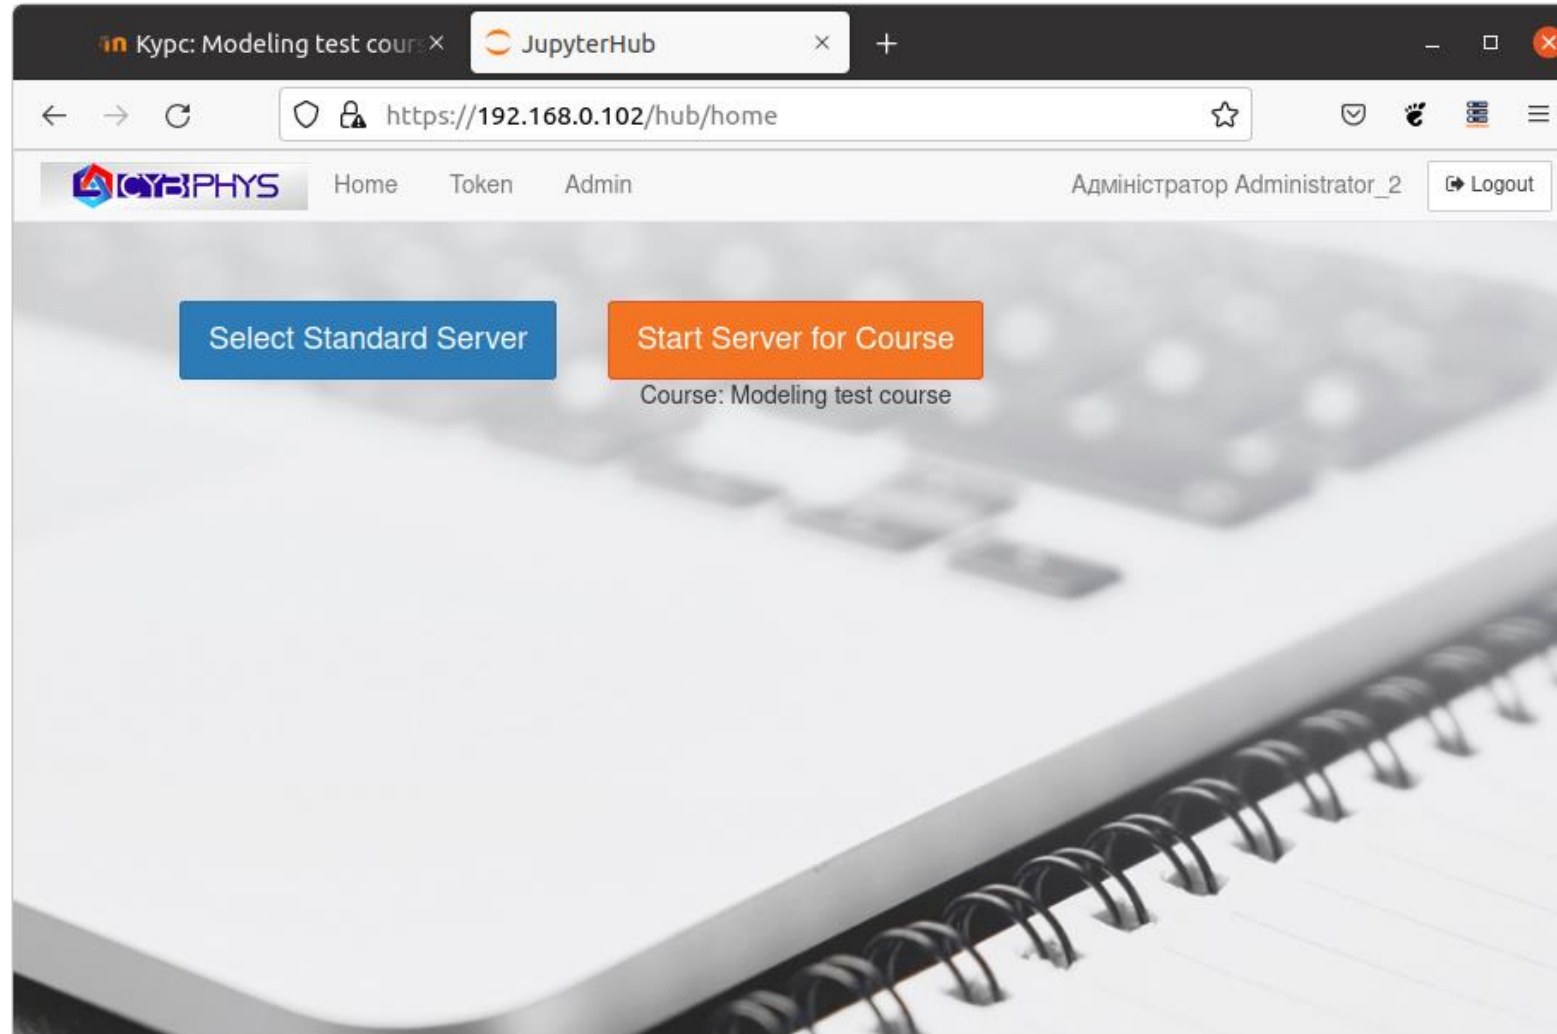 Курс: Modeling test cours
JupyterHub
https://192.168.0.102/hub/home
CYBPHYS
Home
Token
Admin
Адміністратор Administrator_2
Logout
Select Standard Server
Start Server for Course
Course: Modeling test course